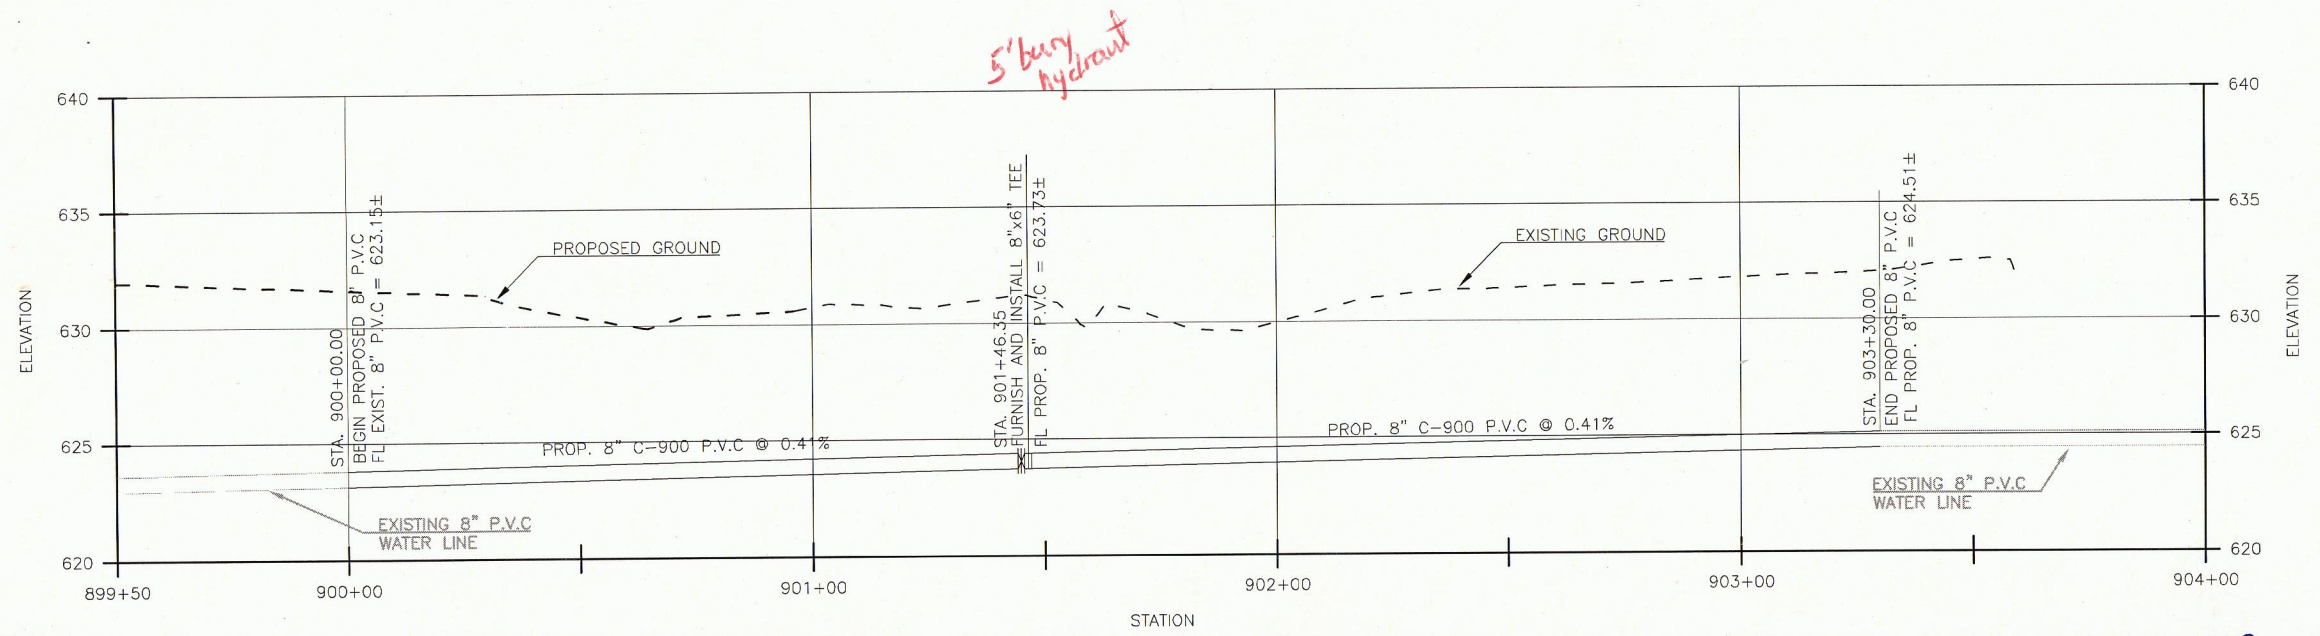 5' bury
hydrant
640
640
635
635
630
630
625
625
620
620
ELEVATION
ELEVATION
PROPOSED GROUND
EXISTING GROUND
STA. 900+00.00
BEGIN PROPOSED 8" P.V.C
FL EXIST. 8" P.V.C = 623.15±
STA. 901+46.35
FURNISH AND INSTALL 8"x6" TEE
FL PROP. 8" P.V.C = 623.73±
STA. 903+30.00
END PROPOSED 8" P.V.C
FL PROP. 8" P.V.C = 624.51±
PROP. 8" C-900 P.V.C @ 0.41%
PROP. 8" C-900 P.V.C @ 0.41%
EXISTING 8" P.V.C
WATER LINE
EXISTING 8" P.V.C
WATER LINE
899+50
900+00
901+00
902+00
903+00
904+00
STATION